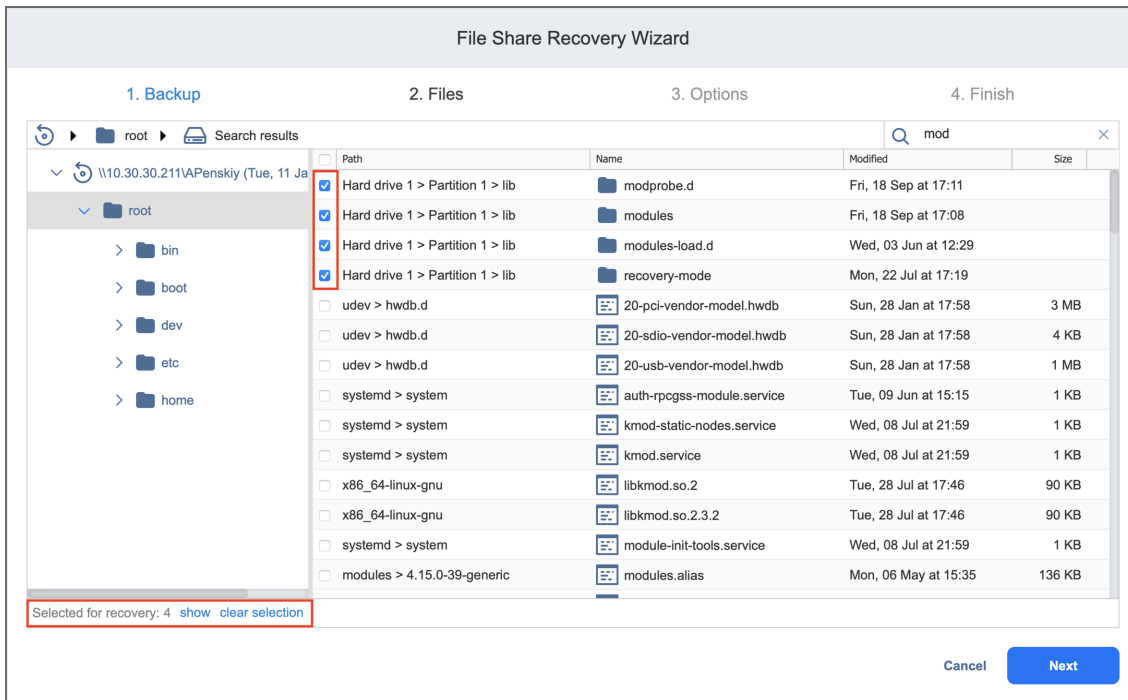 File Share Recovery Wizard
1. Backup 2. Files 3. Options 4. Finish
root Search results mod
\\10.30.30.211\APenskiy (Tue, 11 Ja
root
bin
boot
dev
etc
home
Path Name Modified Size
Hard drive 1 > Partition 1 > lib modprobe.d Fri, 18 Sep at 17:11
Hard drive 1 > Partition 1 > lib modules Fri, 18 Sep at 17:08
Hard drive 1 > Partition 1 > lib modules-load.d Wed, 03 Jun at 12:29
Hard drive 1 > Partition 1 > lib recovery-mode Mon, 22 Jul at 17:19
udev > hwdb.d 20-pci-vendor-model.hwdb Sun, 28 Jan at 17:58 3 MB
udev > hwdb.d 20-sdio-vendor-model.hwdb Sun, 28 Jan at 17:58 4 KB
udev > hwdb.d 20-usb-vendor-model.hwdb Sun, 28 Jan at 17:58 1 MB
systemd > system auth-rpcgss-module.service Tue, 09 Jun at 15:15 1 KB
systemd > system kmod-static-nodes.service Wed, 08 Jul at 21:59 1 KB
systemd > system kmod.service Wed, 08 Jul at 21:59 1 KB
x86_64-linux-gnu libkmod.so.2 Tue, 28 Jul at 17:46 90 KB
x86_64-linux-gnu libkmod.so.2.3.2 Tue, 28 Jul at 17:46 90 KB
systemd > system module-init-tools.service Wed, 08 Jul at 21:59 1 KB
modules > 4.15.0-39-generic modules.alias Mon, 06 May at 15:35 136 KB
Selected for recovery: 4 show clear selection
Cancel Next